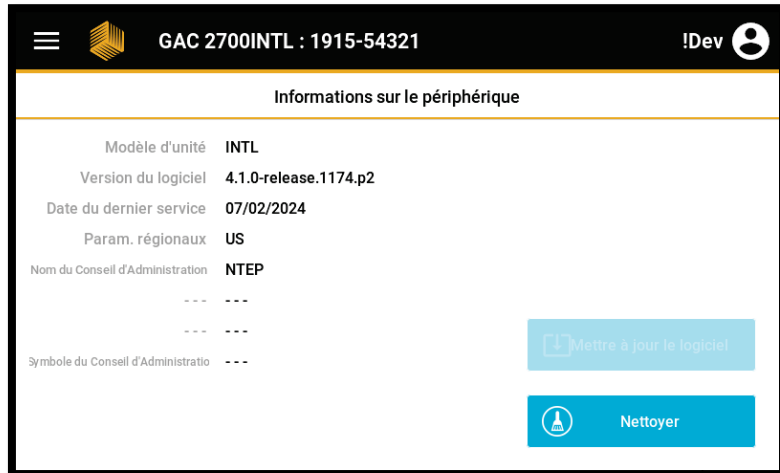 GAC 2700INTL : 1915-54321 !Dev
Informations sur le périphérique
Modèle d'unité INTL
Version du logiciel 4.1.0-release.1174.p2
Date du dernier service 07/02/2024
Param. régionaux US
Nom du Conseil d'Administration NTEP
- - - - - -
- - - - - -
Mettre à jour le logiciel
Symbole du Conseil d'Administratio - - -
Nettoyer